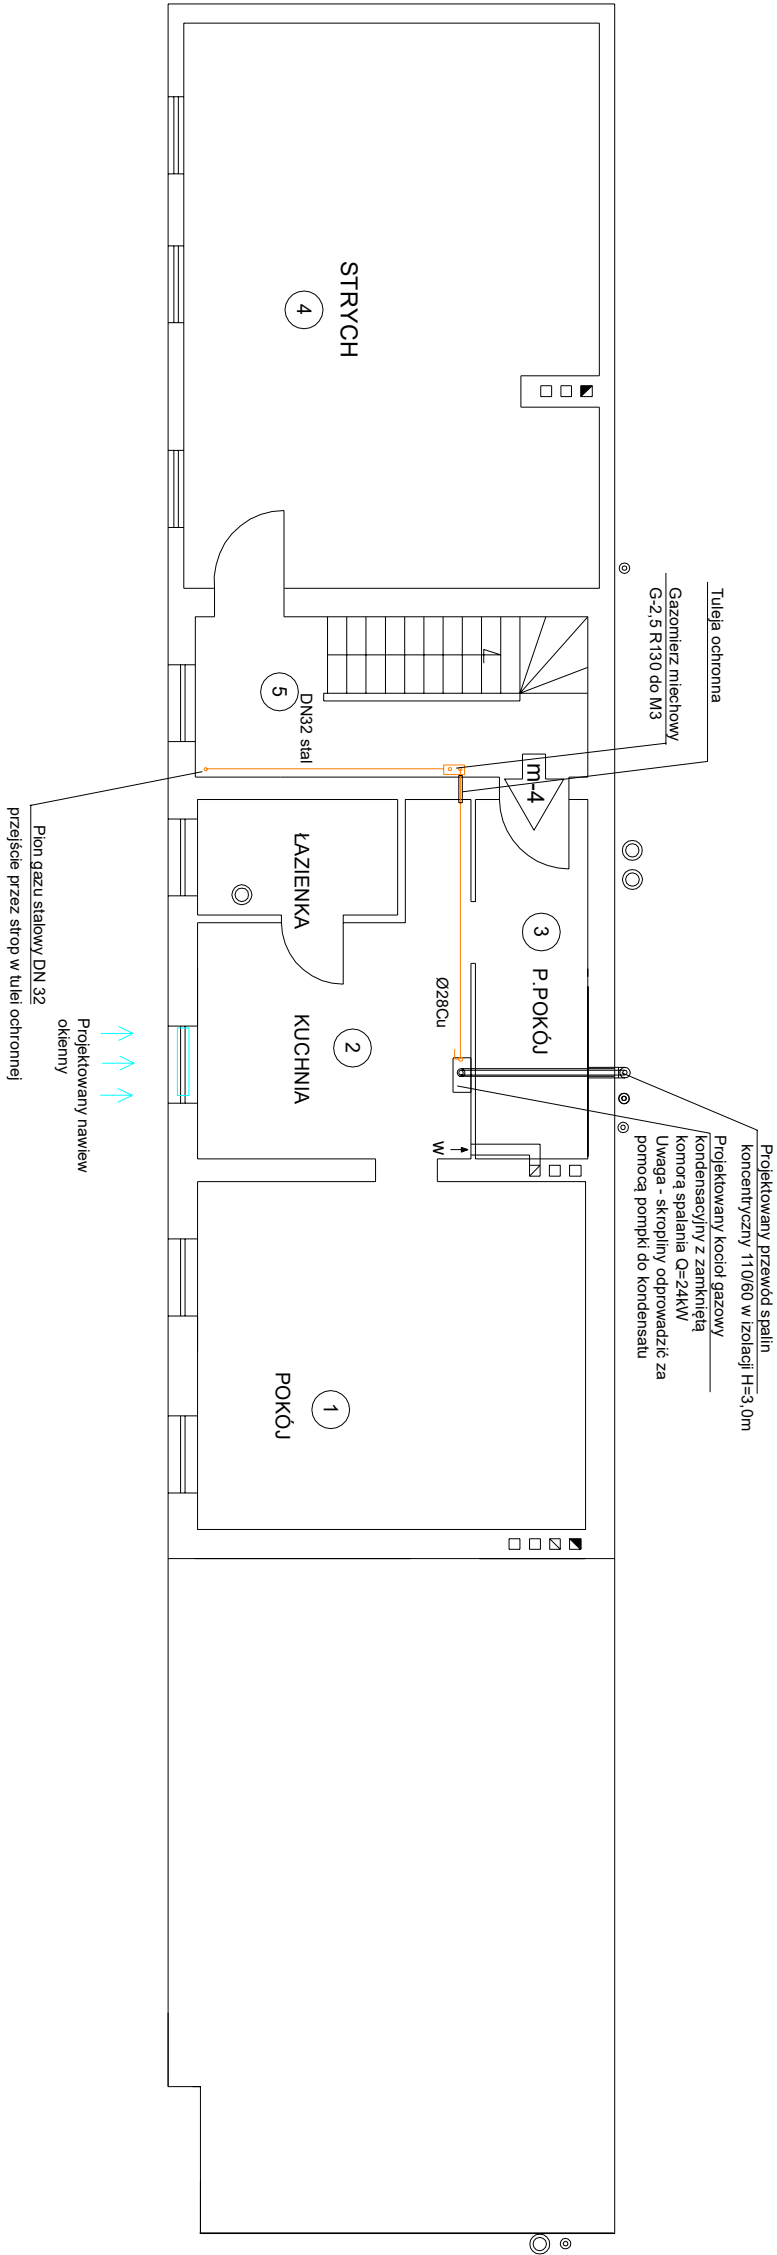 STRYCH
4
Tuleja ochronna
Gazomierz miechowy
G-2,5 R130 do M3
5
DN32 stal
m-4
Pion gazu stalowy DN 32
przejście przez strop w tulei ochronnej
ŁAZIENKA
3
P.POKÓJ
Ø28Cu
2
KUCHNIA
Projektowany nawiew
okienny
w
Projektowany przewód spalin
koncentryczny 110/60 w izolacji H=3,0m
Projektowany kocioł gazowy
kondensacyjny z zamkniętą
komorą spalania Q=24kW
Uwaga - skropliny odprowadzić za
pomocą pompki do kondensatu
1
POKÓJ